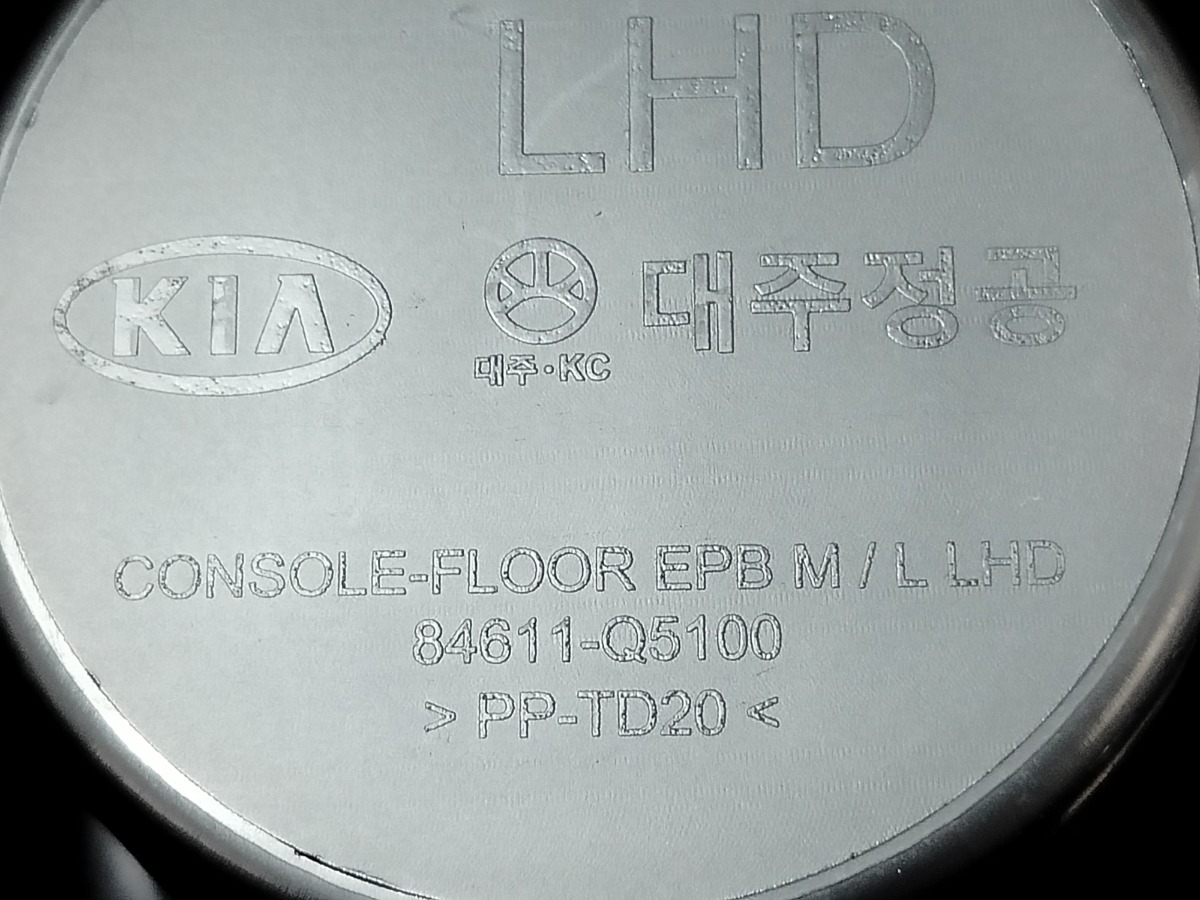 LHD
KIA 대주정공
대주·KC
CONSOLE-FLOOR EPB M / L LHD
84611-Q5100
> PP-TD20 <